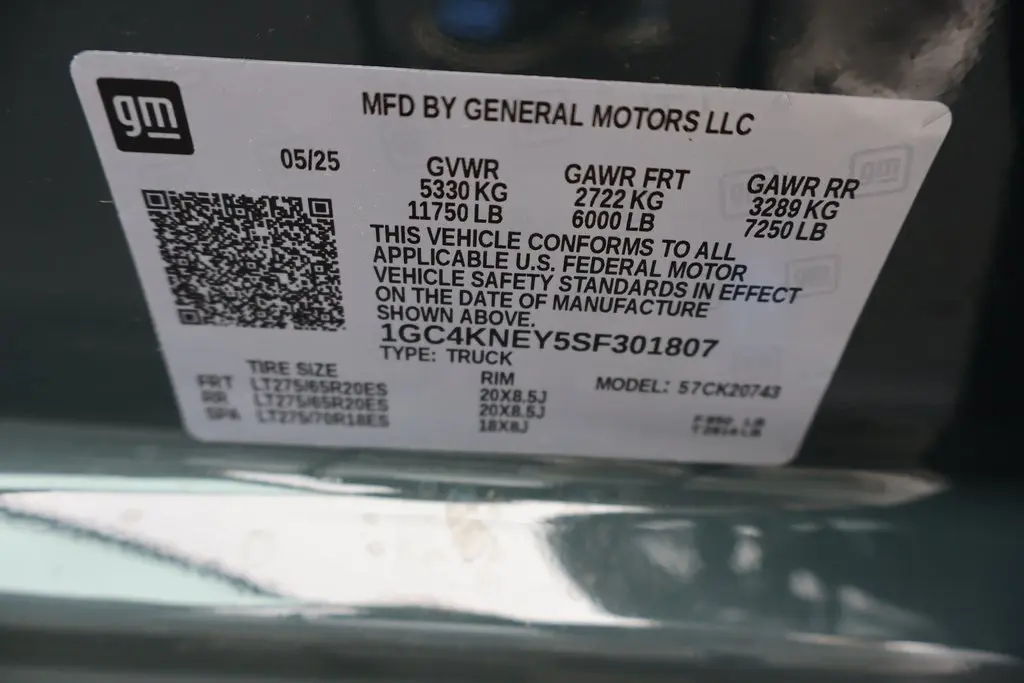 gm
MFD BY GENERAL MOTORS LLC
05/25
GVWR GAWR FRT GAWR RR
5330 KG 2722 KG 3289 KG
11750 LB 6000 LB 7250 LB
THIS VEHICLE CONFORMS TO ALL
APPLICABLE U.S. FEDERAL MOTOR
VEHICLE SAFETY STANDARDS IN EFFECT
ON THE DATE OF MANUFACTURE
SHOWN ABOVE.
1GC4KNEY5SF301807
TYPE: TRUCK
TIRE SIZE RIM MODEL: 57CK20743
FRT LT275/65R20ES 20X8.5J
RR LT275/65R20ES 20X8.5J
SPA LT275/70R18ES 18X8J